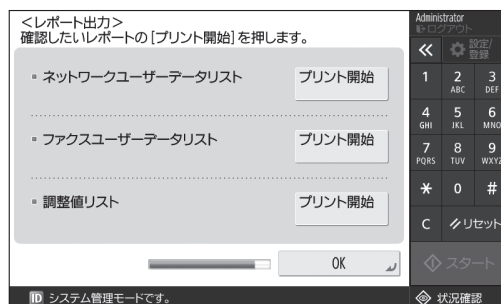 <レポート出力>
確認したいレポートの[プリント開始]を押します。
ネットワークユーザーデータリスト プリント開始
ファクスユーザーデータリスト プリント開始
調整値リスト プリント開始
OK
ID システム管理モードです。
Administrator
ログアウト
設定/
登録
1 2 3
ABC DEF
4 5 6
GHI JKL MNO
7 8 9
PQRS TUV WXYZ
* 0 #
C リセット
スタート
状況確認